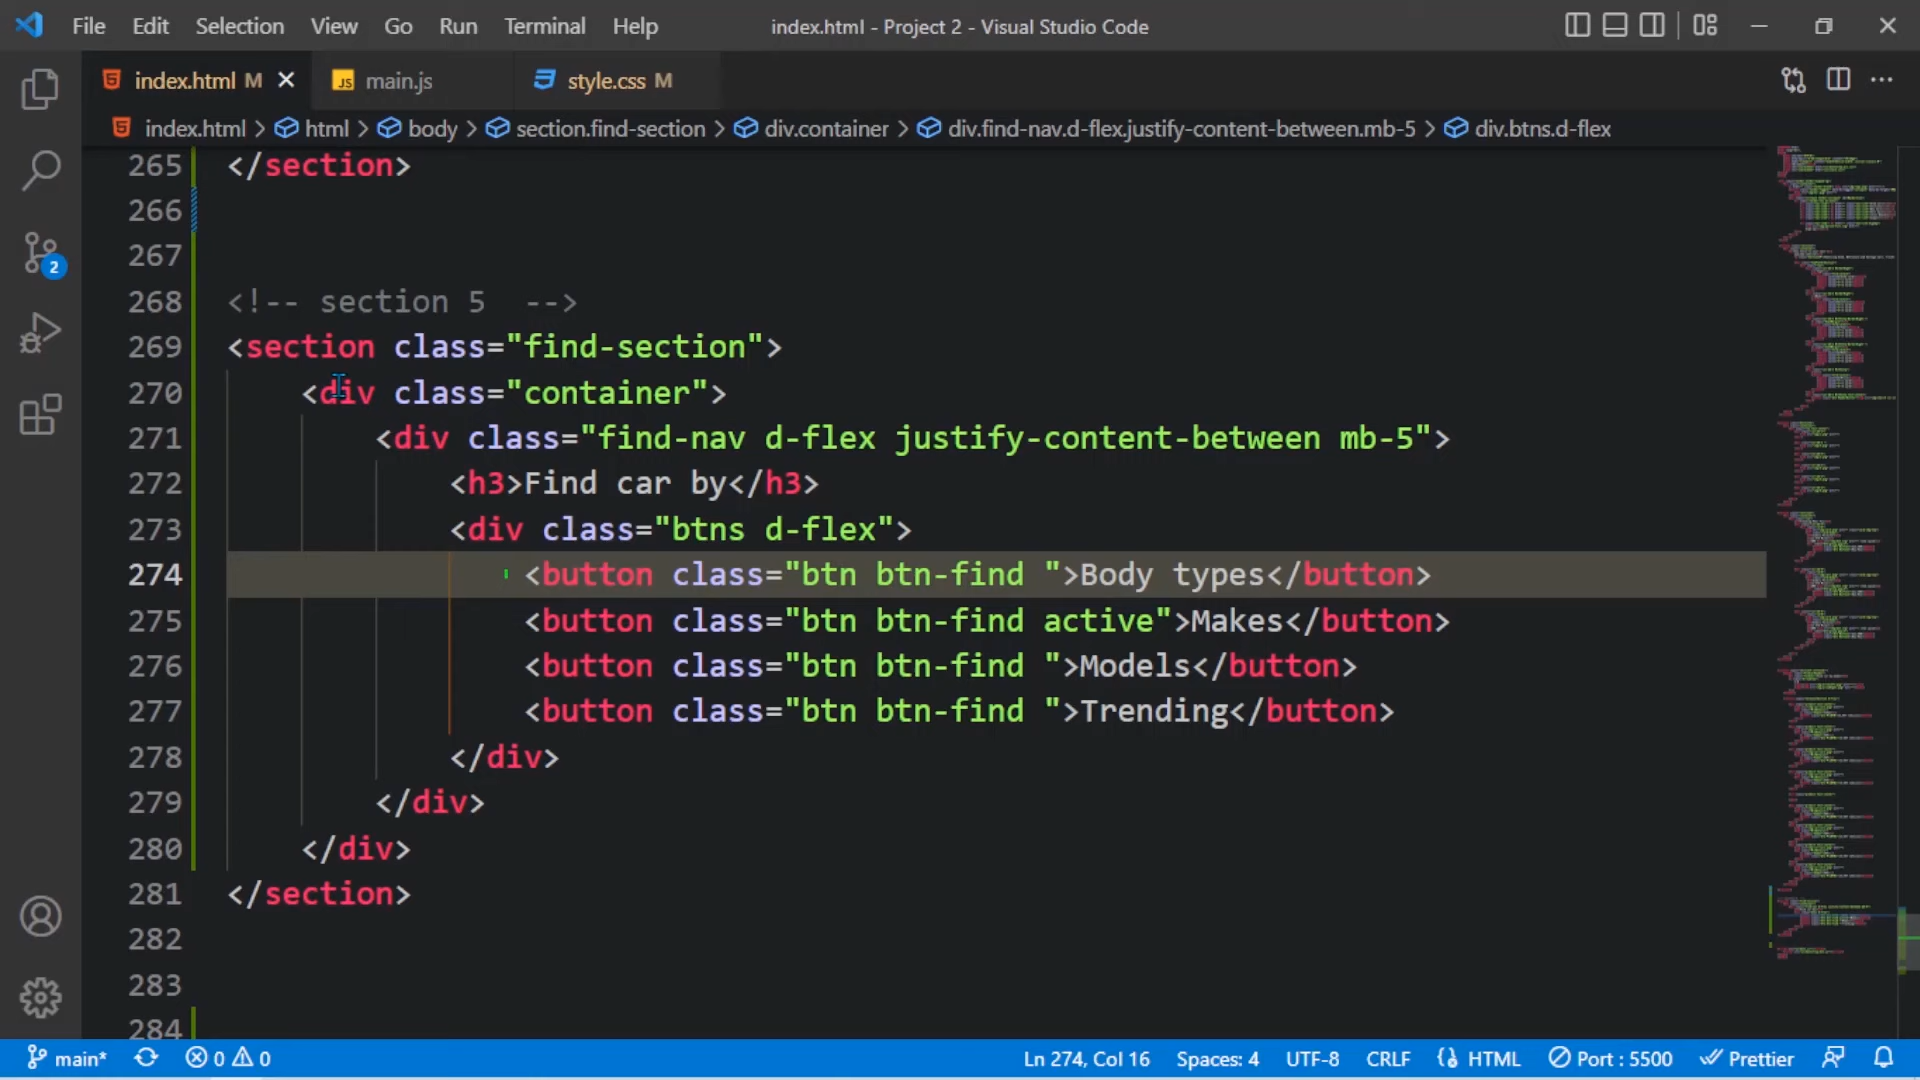 File Edit Selection View Go Run Terminal Help index.html - Project 2 - Visual Studio Code
index.html M JS main.js style.css M
index.html > html > body > section.find-section > div.container > div.find-nav.d-flex.justify-content-between.mb-5 > div.btns.d-flex
265 </section>
266
267
268 <!-- section 5  -->
269 <section class="find-section">
270     <div class="container">
271         <div class="find-nav d-flex justify-content-between mb-5">
272             <h3>Find car by</h3>
273             <div class="btns d-flex">
274                 <button class="btn btn-find ">Body types</button>
275                 <button class="btn btn-find active">Makes</button>
276                 <button class="btn btn-find ">Models</button>
277                 <button class="btn btn-find ">Trending</button>
278             </div>
279         </div>
280     </div>
281 </section>
282
283
284
2
main* 0 0 Ln 274, Col 16 Spaces: 4 UTF-8 CRLF HTML Port : 5500 Prettier